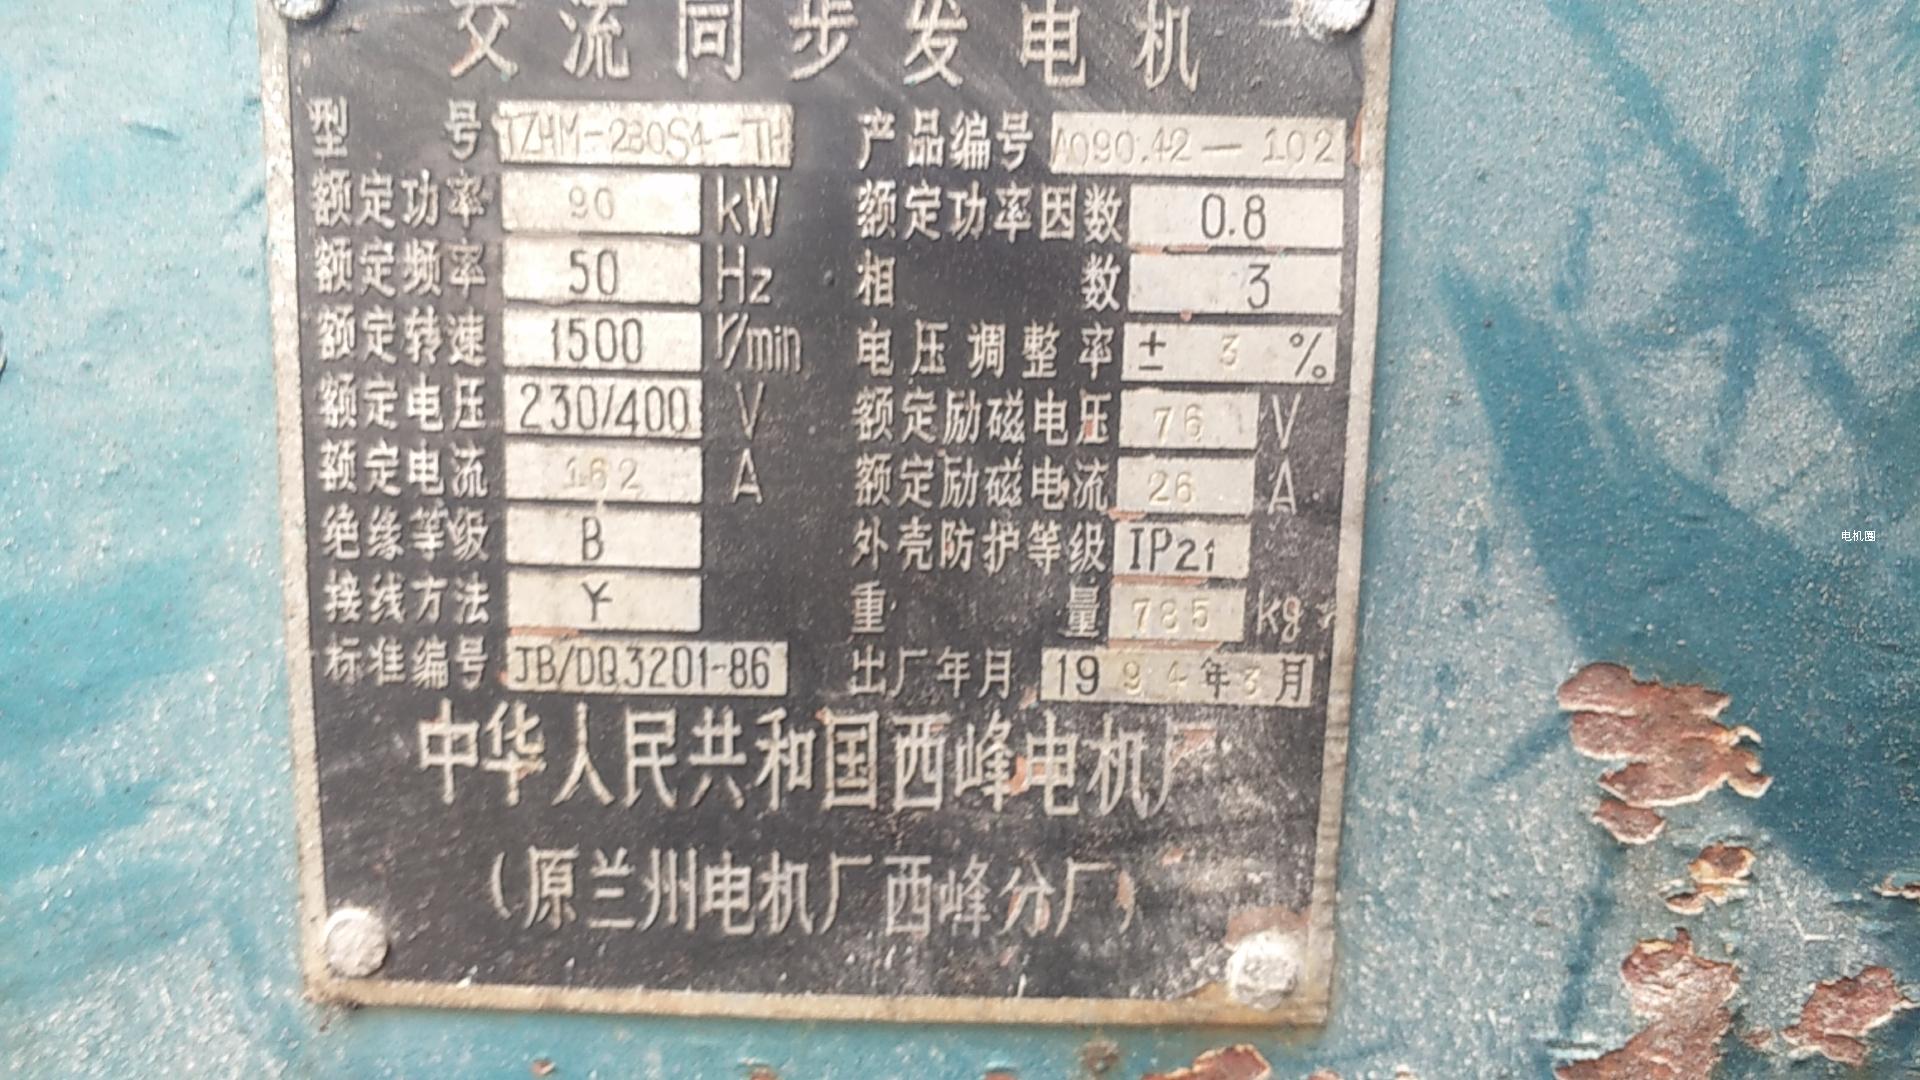 交流同步发电机
型号 TZHM-280S4-TH 产品编号 A090.42—102
额定功率 90 kW 额定功率因数 0.8
额定频率 50 Hz 相数 3
额定转速 1500 r/min 电压调整率 ± 3 %
额定电压 230/400 V 额定励磁电压 76 V
额定电流 162 A 额定励磁电流 26 A
绝缘等级 B 外壳防护等级 IP21
接线方法 Y 重量 785 kg
标准编号 JB/DQ3201-86 出厂年月 1994年3月
中华人民共和国西峰电机厂
(原兰州电机厂西峰分厂)
电机圈